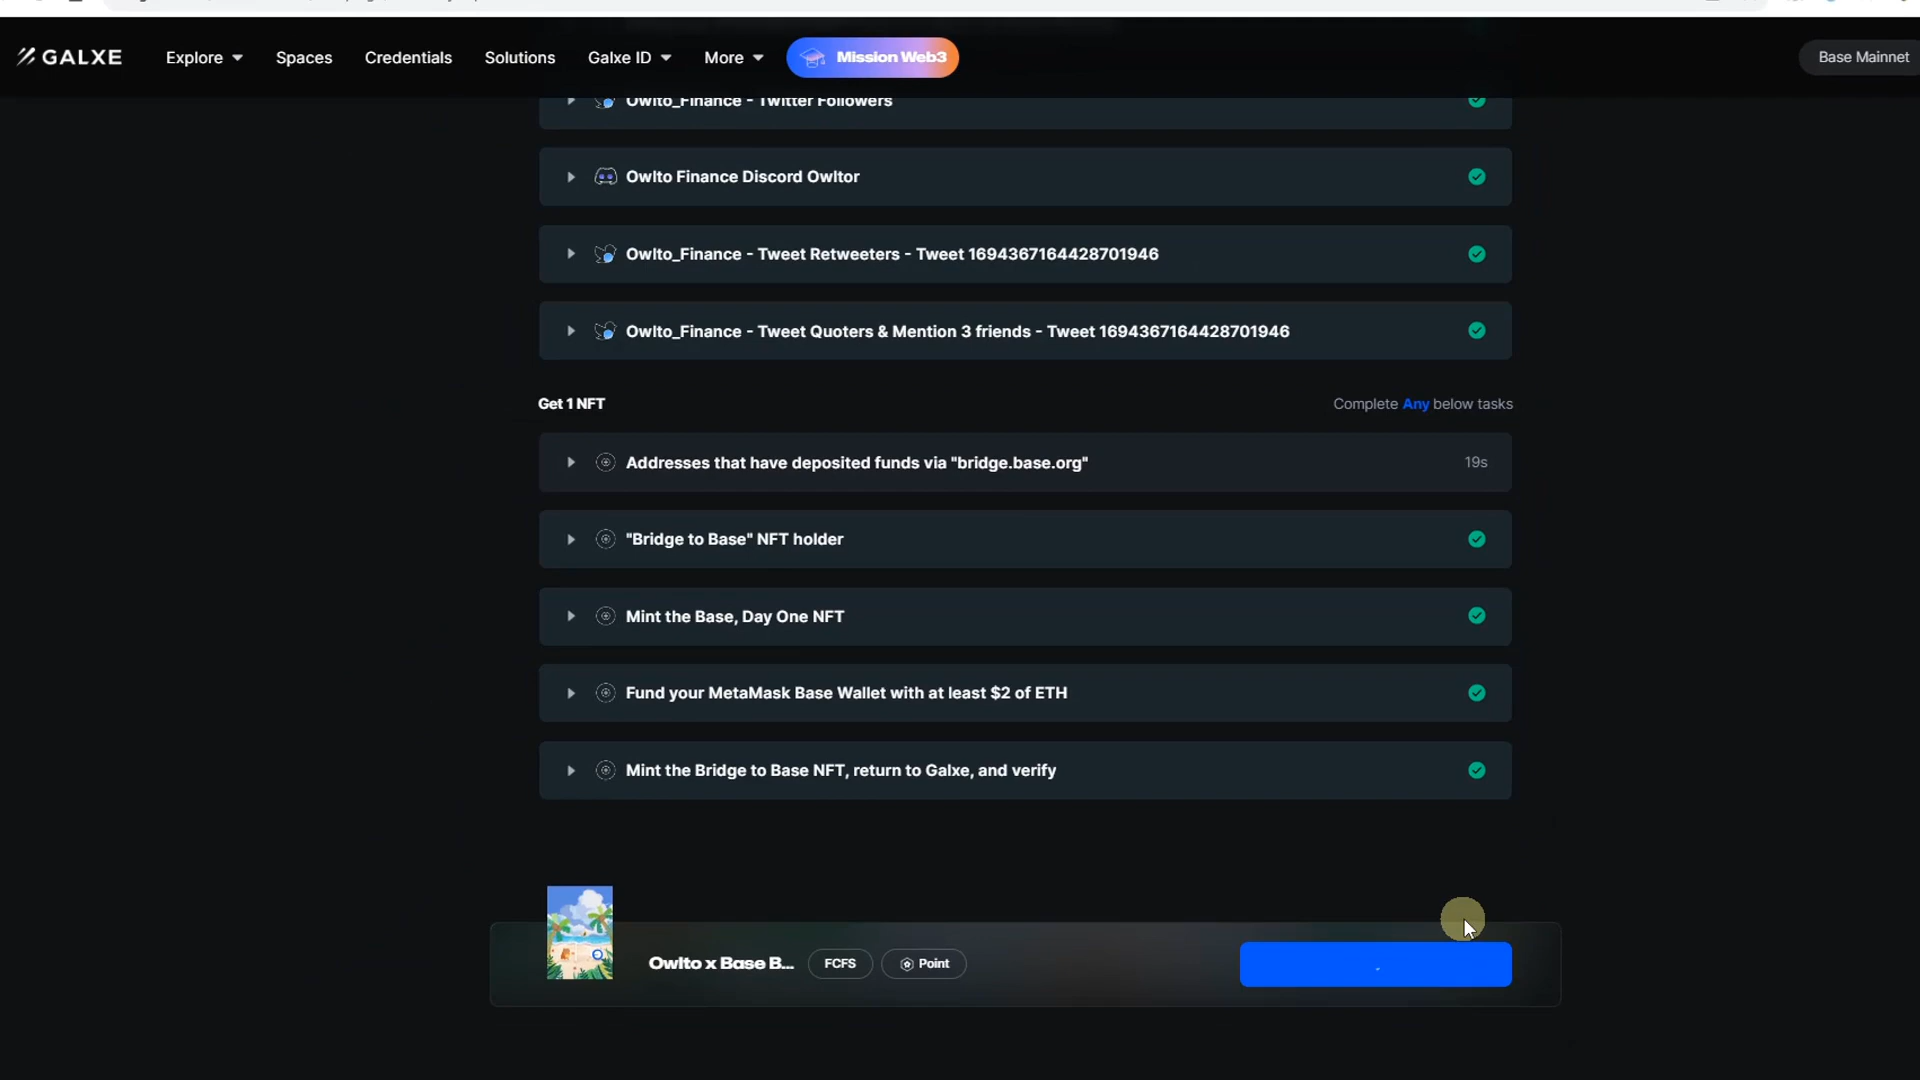 GALXE Explore Spaces Credentials Solutions Galxe ID More Mission Web3 Base Mainnet
Owlto_Finance - Twitter Followers
Owlto Finance Discord Owltor
Owlto_Finance - Tweet Retweeters - Tweet 1694367164428701946
Owlto_Finance - Tweet Quoters & Mention 3 friends - Tweet 1694367164428701946
Get 1 NFT Complete Any below tasks
Addresses that have deposited funds via "bridge.base.org" 19s
"Bridge to Base" NFT holder
Mint the Base, Day One NFT
Fund your MetaMask Base Wallet with at least $2 of ETH
Mint the Bridge to Base NFT, return to Galxe, and verify
Owlto x Base B... FCFS Point